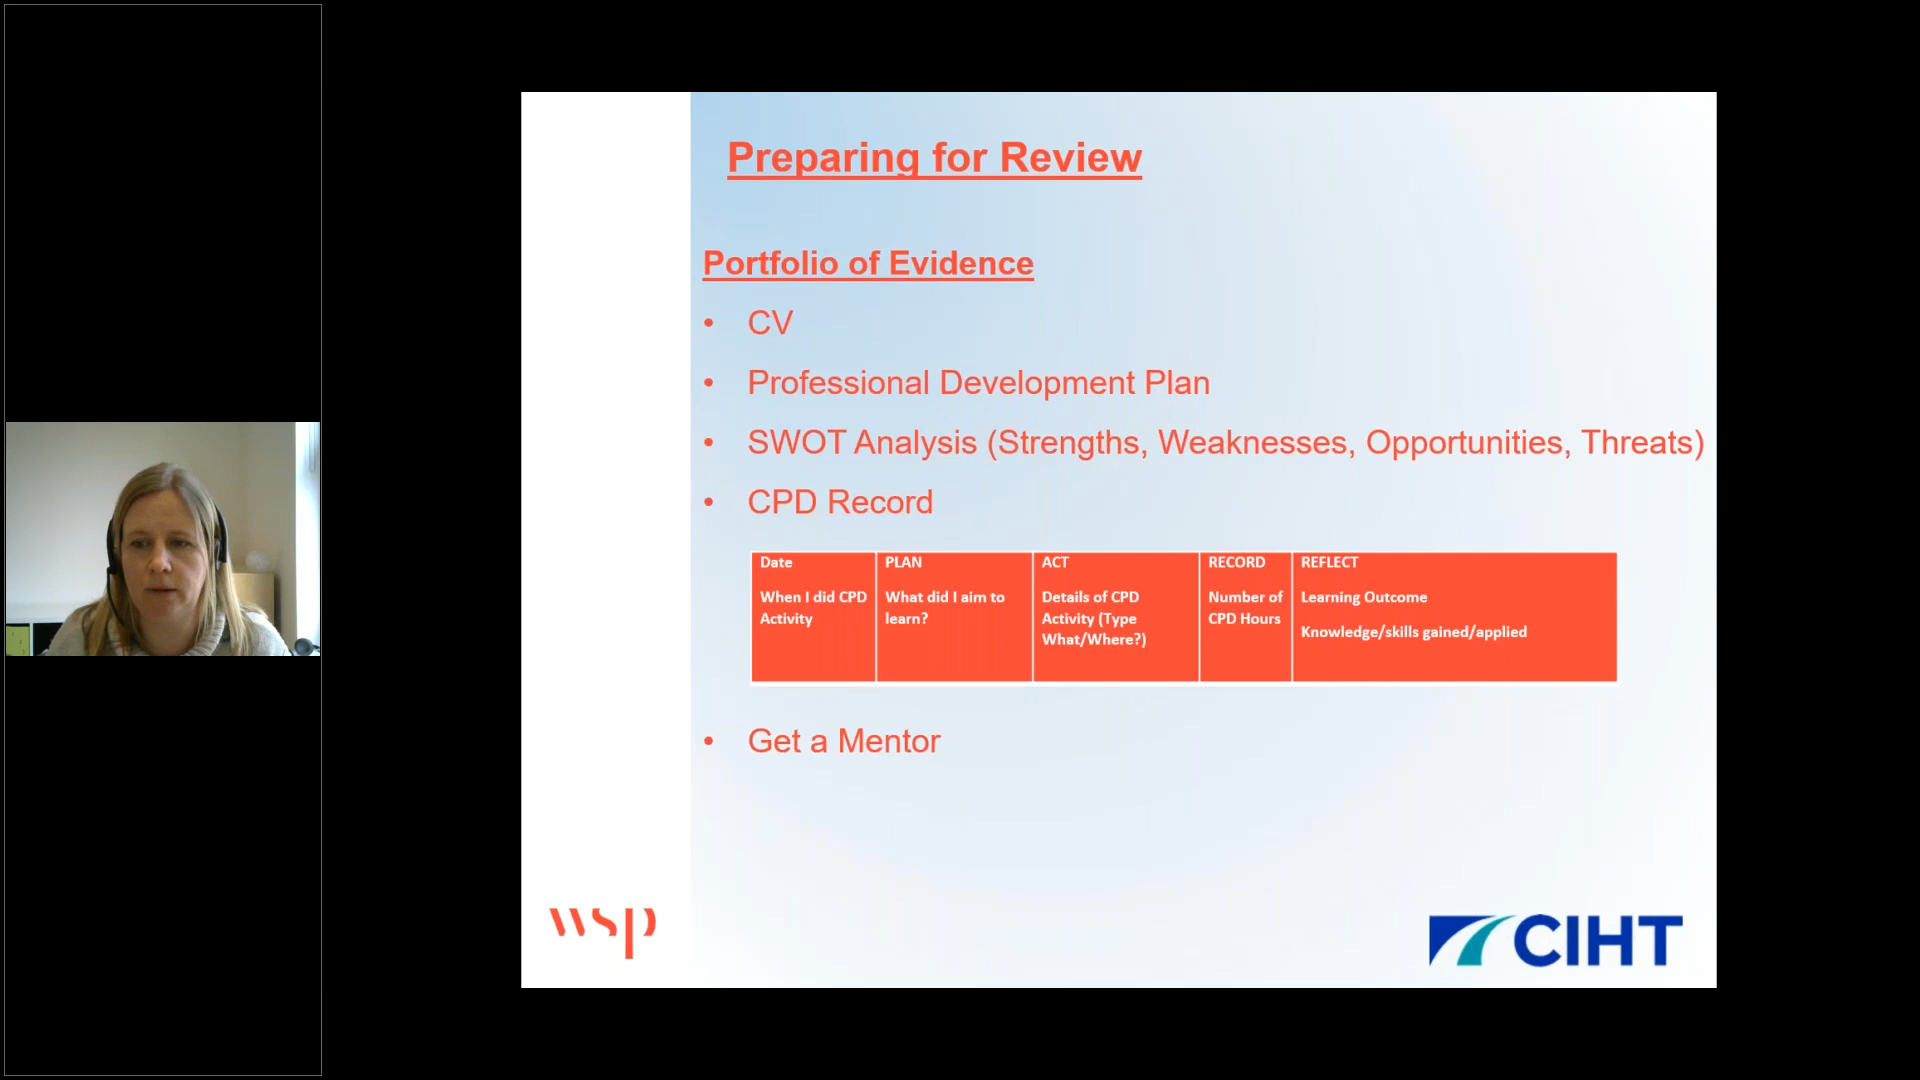 Preparing for Review
Portfolio of Evidence
• CV
• Professional Development Plan
• SWOT Analysis (Strengths, Weaknesses, Opportunities, Threats)
• CPD Record
Date
When I did CPD
Activity
PLAN
What did I aim to
learn?
ACT
Details of CPD
Activity (Type
What/Where?)
RECORD
Number of
CPD Hours
REFLECT
Learning Outcome
Knowledge/skills gained/applied
• Get a Mentor
wsp
CIHT